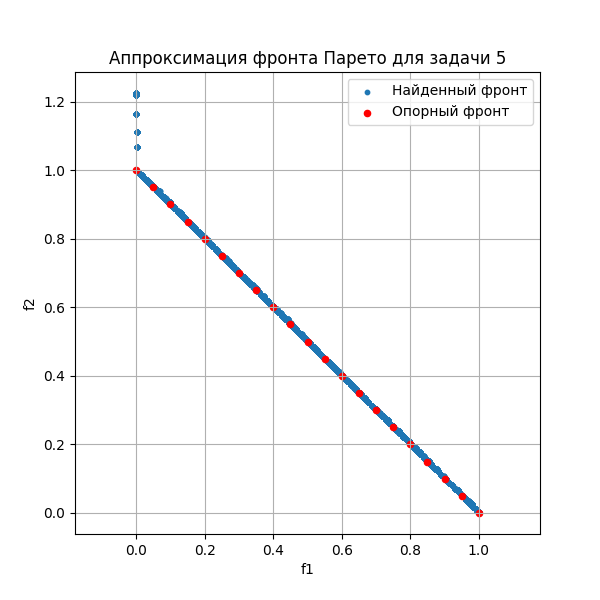 Аппроксимация фронта Парето для задачи 5
Найденный фронт
Опорный фронт
1.2
1.0
0.8
0.6
0.4
0.2
0.0
f2
0.0 0.2 0.4 0.6 0.8 1.0
f1